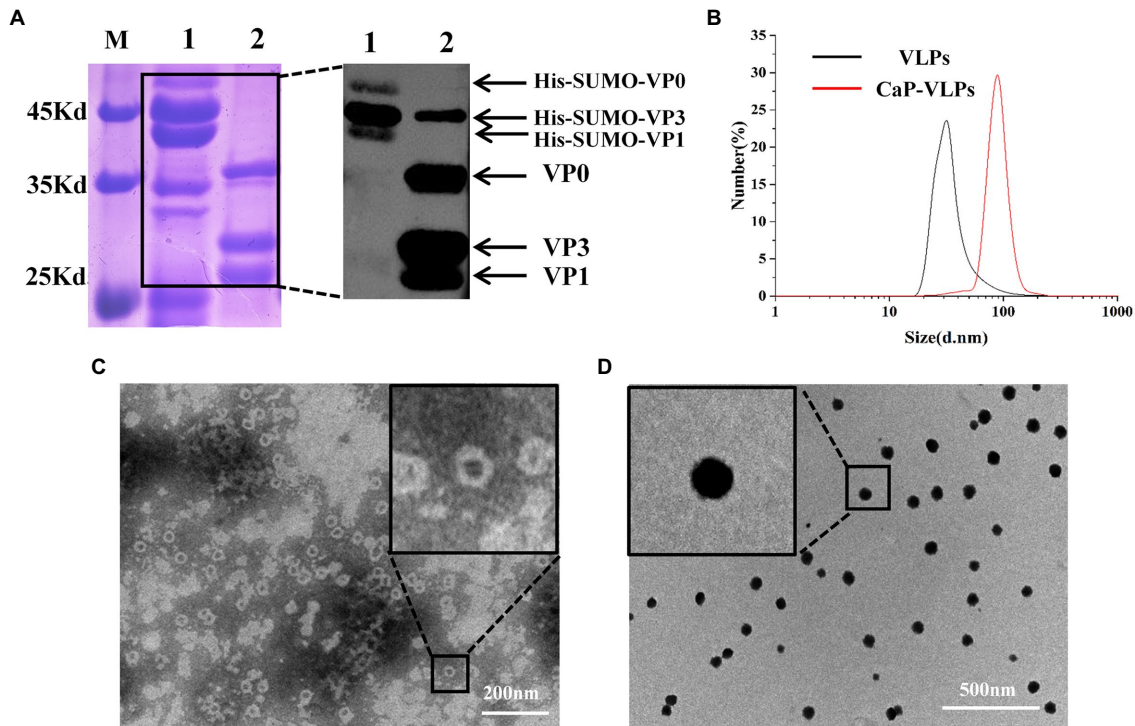 A
M 1 2
45Kd
35Kd
25Kd
1 2
His-SUMO-VP0
His-SUMO-VP3
His-SUMO-VP1
VP0
VP3
VP1
B
VLPs
CaP-VLPs
Number(%)
35
30
25
20
15
10
5
0
1 10 100 1000
Size(d.nm)
C
200nm
D
500nm